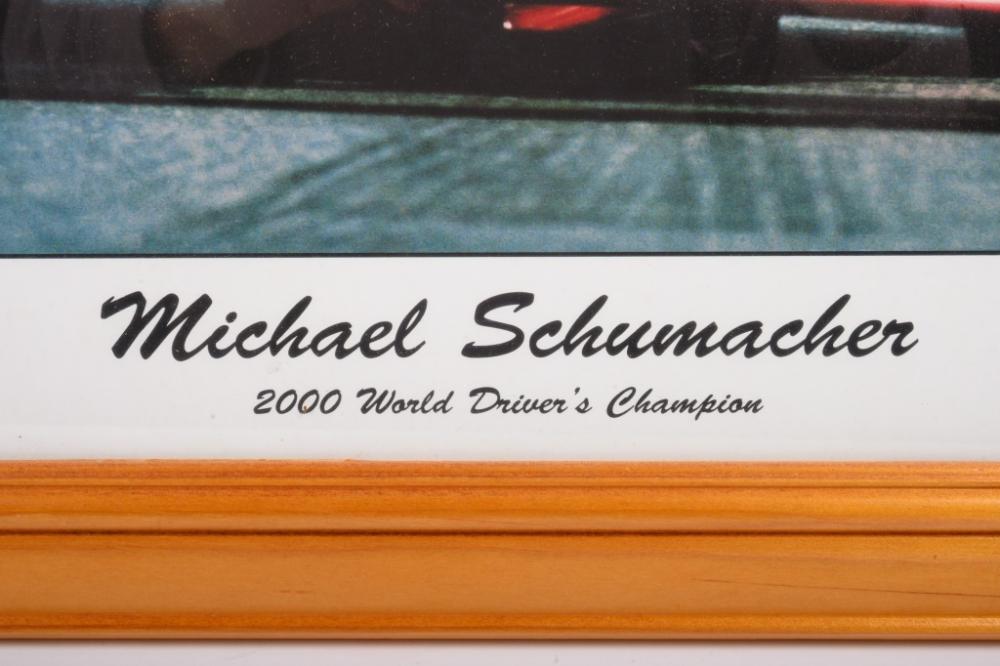 Michael Schumacher
2000 World Driver's Champion